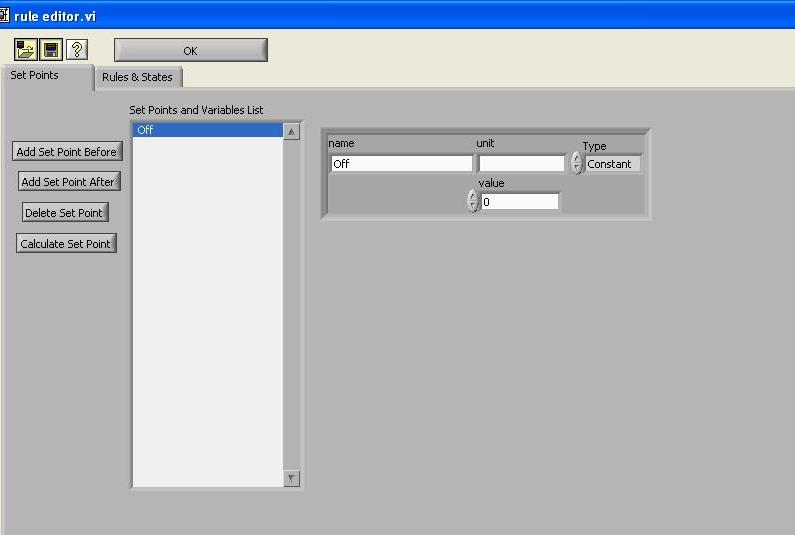 rule editor.vi
?
OK
Set Points
Rules & States
Set Points and Variables List
Off
Add Set Point Before
Add Set Point After
Delete Set Point
Calculate Set Point
name
unit
Type
Off
Constant
value
0